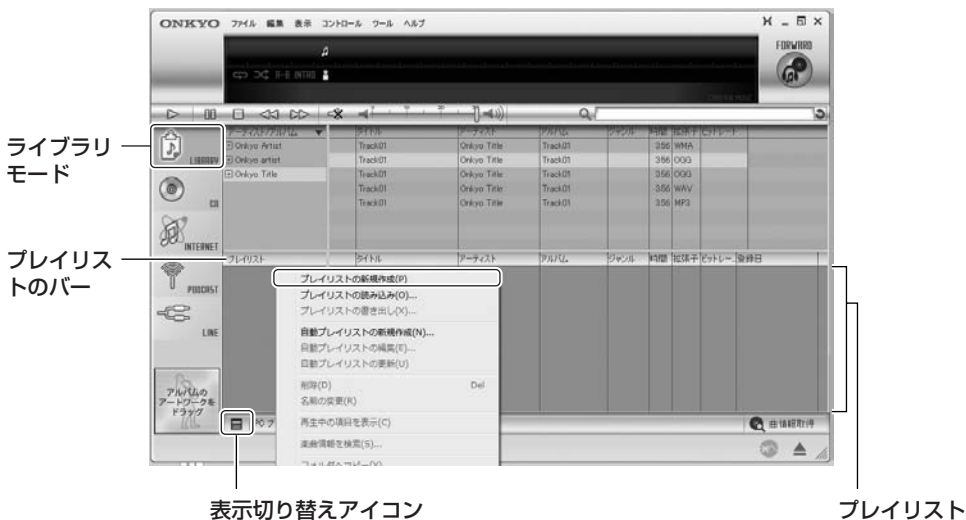 ONKYO ファイル 編集 表示 コントロール ツール ヘルプ
FORWARD
A-B INTRO
ライブラリ
モード
LIBRARY
アーティスト/アルバム タイトル アーティスト アルバム ジャンル 時間 拡張子 ビットレート
Onkyo Artist Track01 Onkyo Title Track01 3:56 WMA
Onkyo artist Track01 Onkyo Title Track01 3:56 OGG
Onkyo Title Track01 Onkyo Title Track01 3:56 OGG
Track01 Onkyo Title Track01 3:56 WAV
Track01 Onkyo Title Track01 3:56 MP3
CD
INTERNET
プレイリス
トのバー
プレイリスト タイトル アーティスト アルバム ジャンル 時間 拡張子 ビットレー.. 登録日
PODCAST
LINE
プレイリストの新規作成(P)
プレイリストの読み込み(O)...
プレイリストの書き出し(X)...
自動プレイリストの新規作成(N)...
自動プレイリストの編集(E)...
自動プレイリストの更新(U)
削除(D) Del
名前の変更(R)
再生中の項目を表示(C)
楽曲情報を検索(S)...
アルバムの
アートワークを
ドラッグ
PC プ
曲情報取得
表示切り替えアイコン
プレイリスト